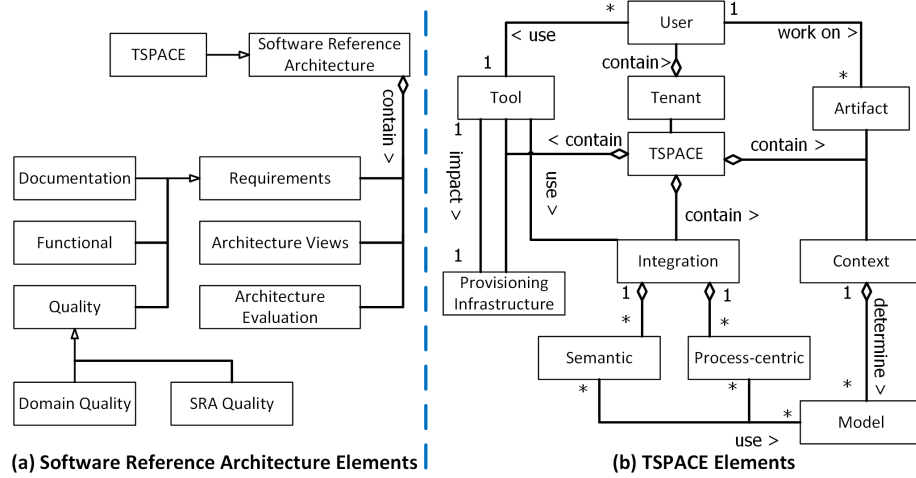 TSPACE
Software Reference
Architecture
contain >
Documentation
Requirements
Functional
Architecture Views
Quality
Architecture
Evaluation
Domain Quality
SRA Quality
(a) Software Reference Architecture Elements
*
User
1
< use
work on >
contain>
1
*
Tool
Tenant
Artifact
1
< contain
TSPACE
contain >
impact >
use >
contain >
1
Integration
Context
Provisioning
Infrastructure
1
1
1
determine >
*
*
Semantic
Process-centric
*
*
*
*
Model
use >
(b) TSPACE Elements